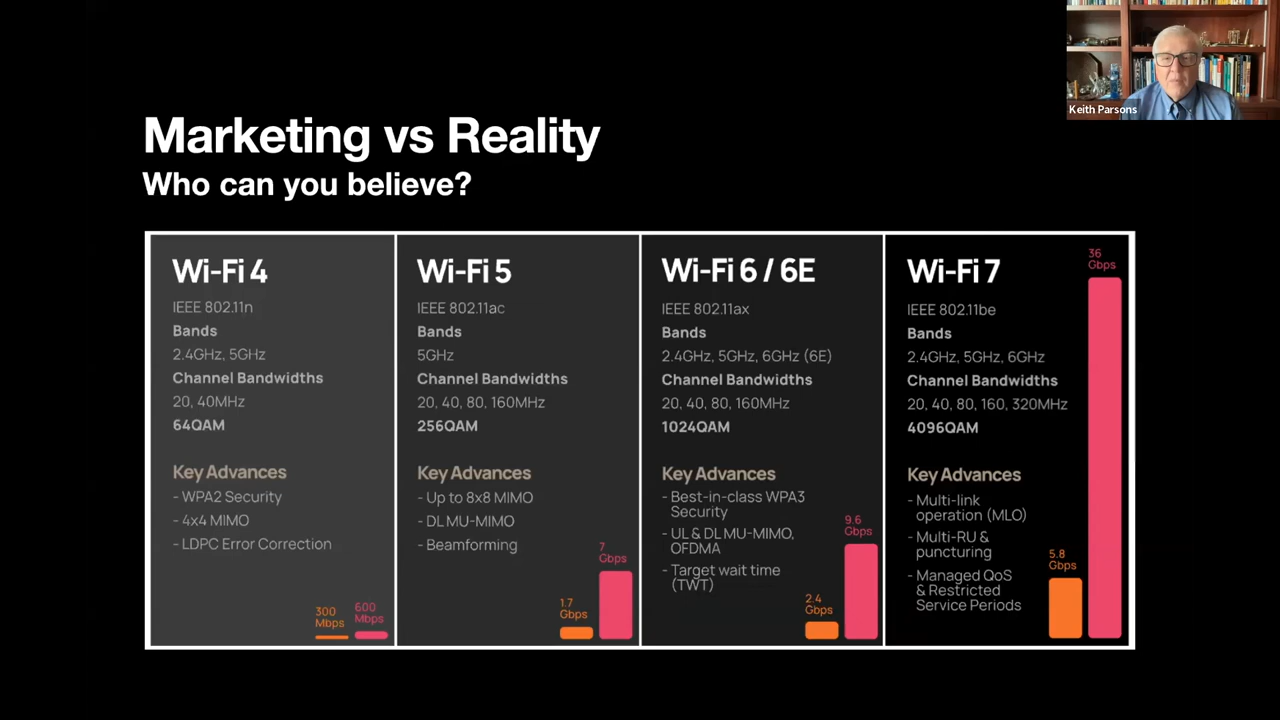 Keith Parsons
Marketing vs Reality
Who can you believe?
Wi-Fi 4
IEEE 802.11n
Bands
2.4GHz, 5GHz
Channel Bandwidths
20, 40MHz
64QAM
Key Advances
- WPA2 Security
- 4x4 MIMO
- LDPC Error Correction
300
Mbps
600
Mbps
Wi-Fi 5
IEEE 802.11ac
Bands
5GHz
Channel Bandwidths
20, 40, 80, 160MHz
256QAM
Key Advances
- Up to 8x8 MIMO
- DL MU-MIMO
- Beamforming
1.7
Gbps
7
Gbps
Wi-Fi 6 / 6E
IEEE 802.11ax
Bands
2.4GHz, 5GHz, 6GHz (6E)
Channel Bandwidths
20, 40, 80, 160MHz
1024QAM
Key Advances
- Best-in-class WPA3
Security
- UL & DL MU-MIMO,
OFDMA
- Target wait time
(TWT)
2.4
Gbps
9.6
Gbps
Wi-Fi 7
IEEE 802.11be
Bands
2.4GHz, 5GHz, 6GHz
Channel Bandwidths
20, 40, 80, 160, 320MHz
4096QAM
Key Advances
- Multi-link
operation (MLO)
- Multi-RU &
puncturing
- Managed QoS
& Restricted
Service Periods
5.8
Gbps
36
Gbps